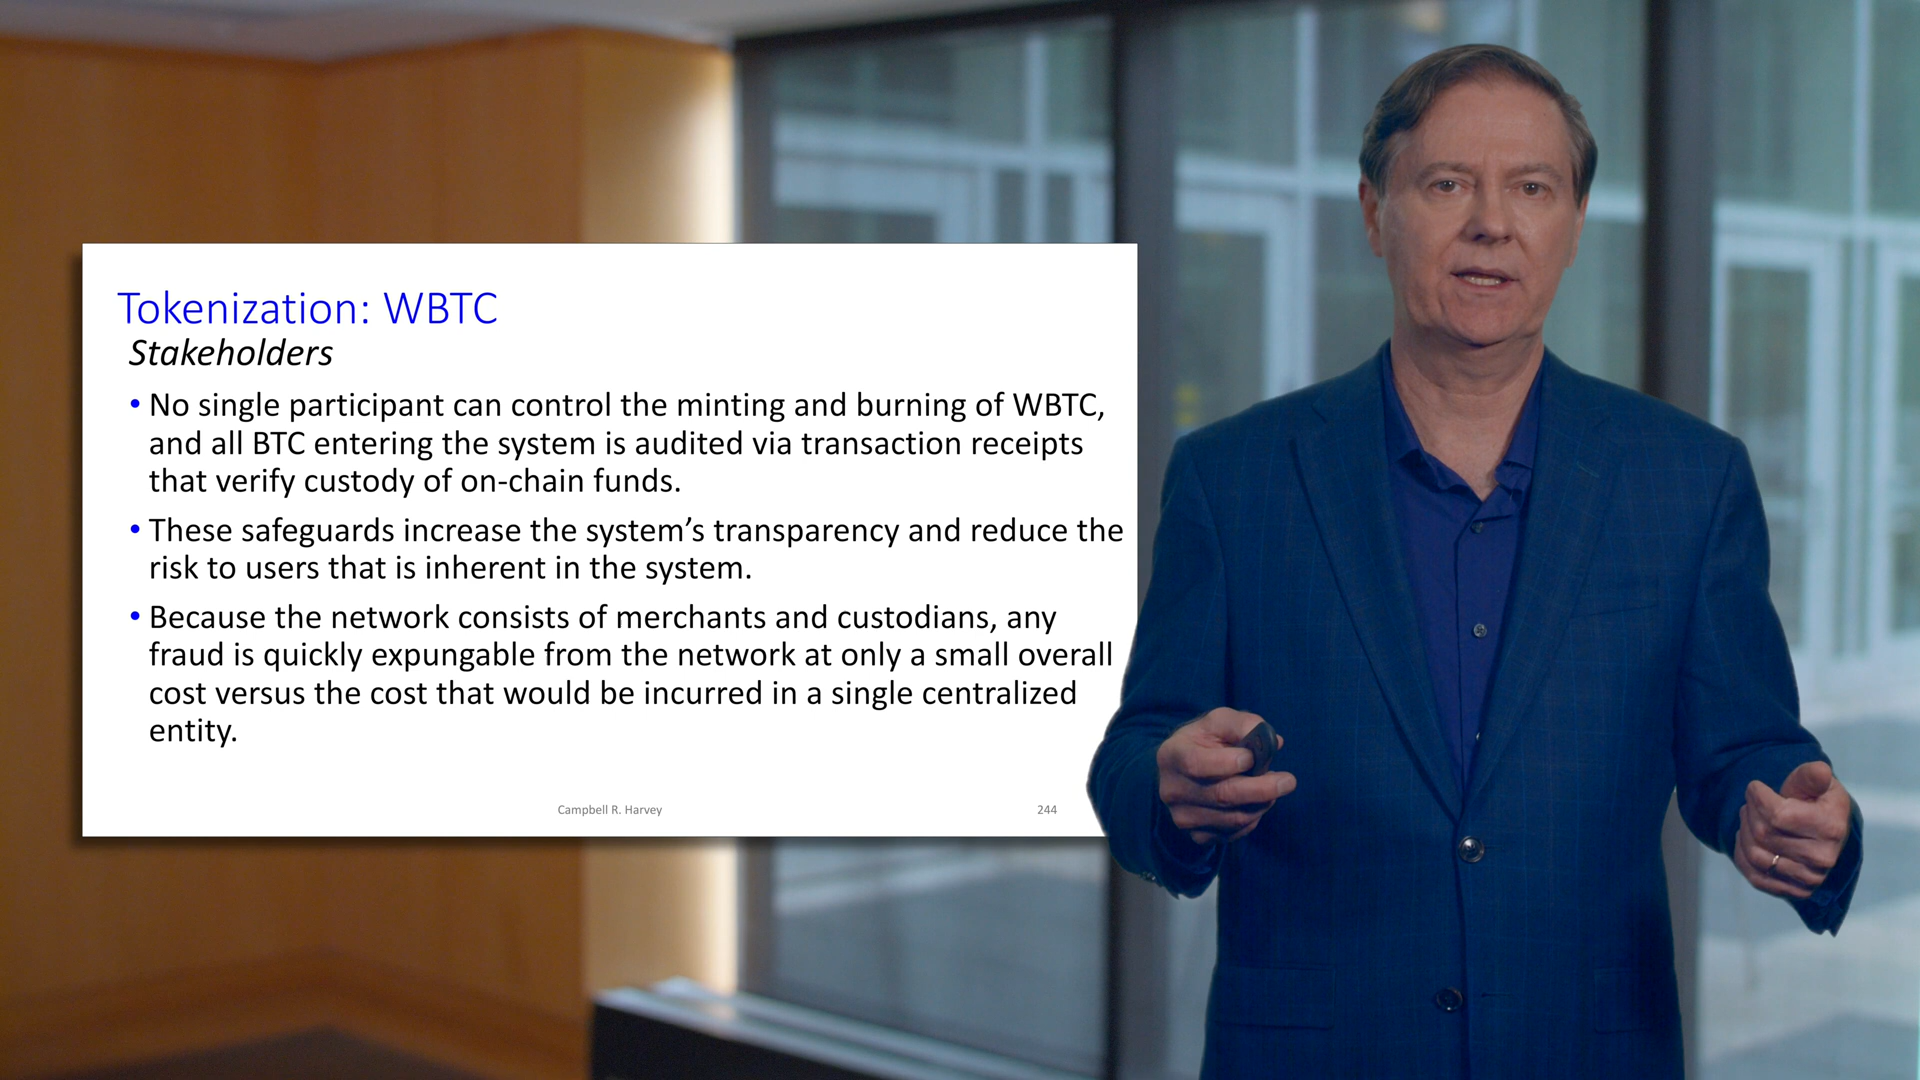 Tokenization: WBTC
Stakeholders
• No single participant can control the minting and burning of WBTC,
and all BTC entering the system is audited via transaction receipts
that verify custody of on-chain funds.
• These safeguards increase the system’s transparency and reduce the
risk to users that is inherent in the system.
• Because the network consists of merchants and custodians, any
fraud is quickly expungable from the network at only a small overall
cost versus the cost that would be incurred in a single centralized
entity.
Campbell R. Harvey
244